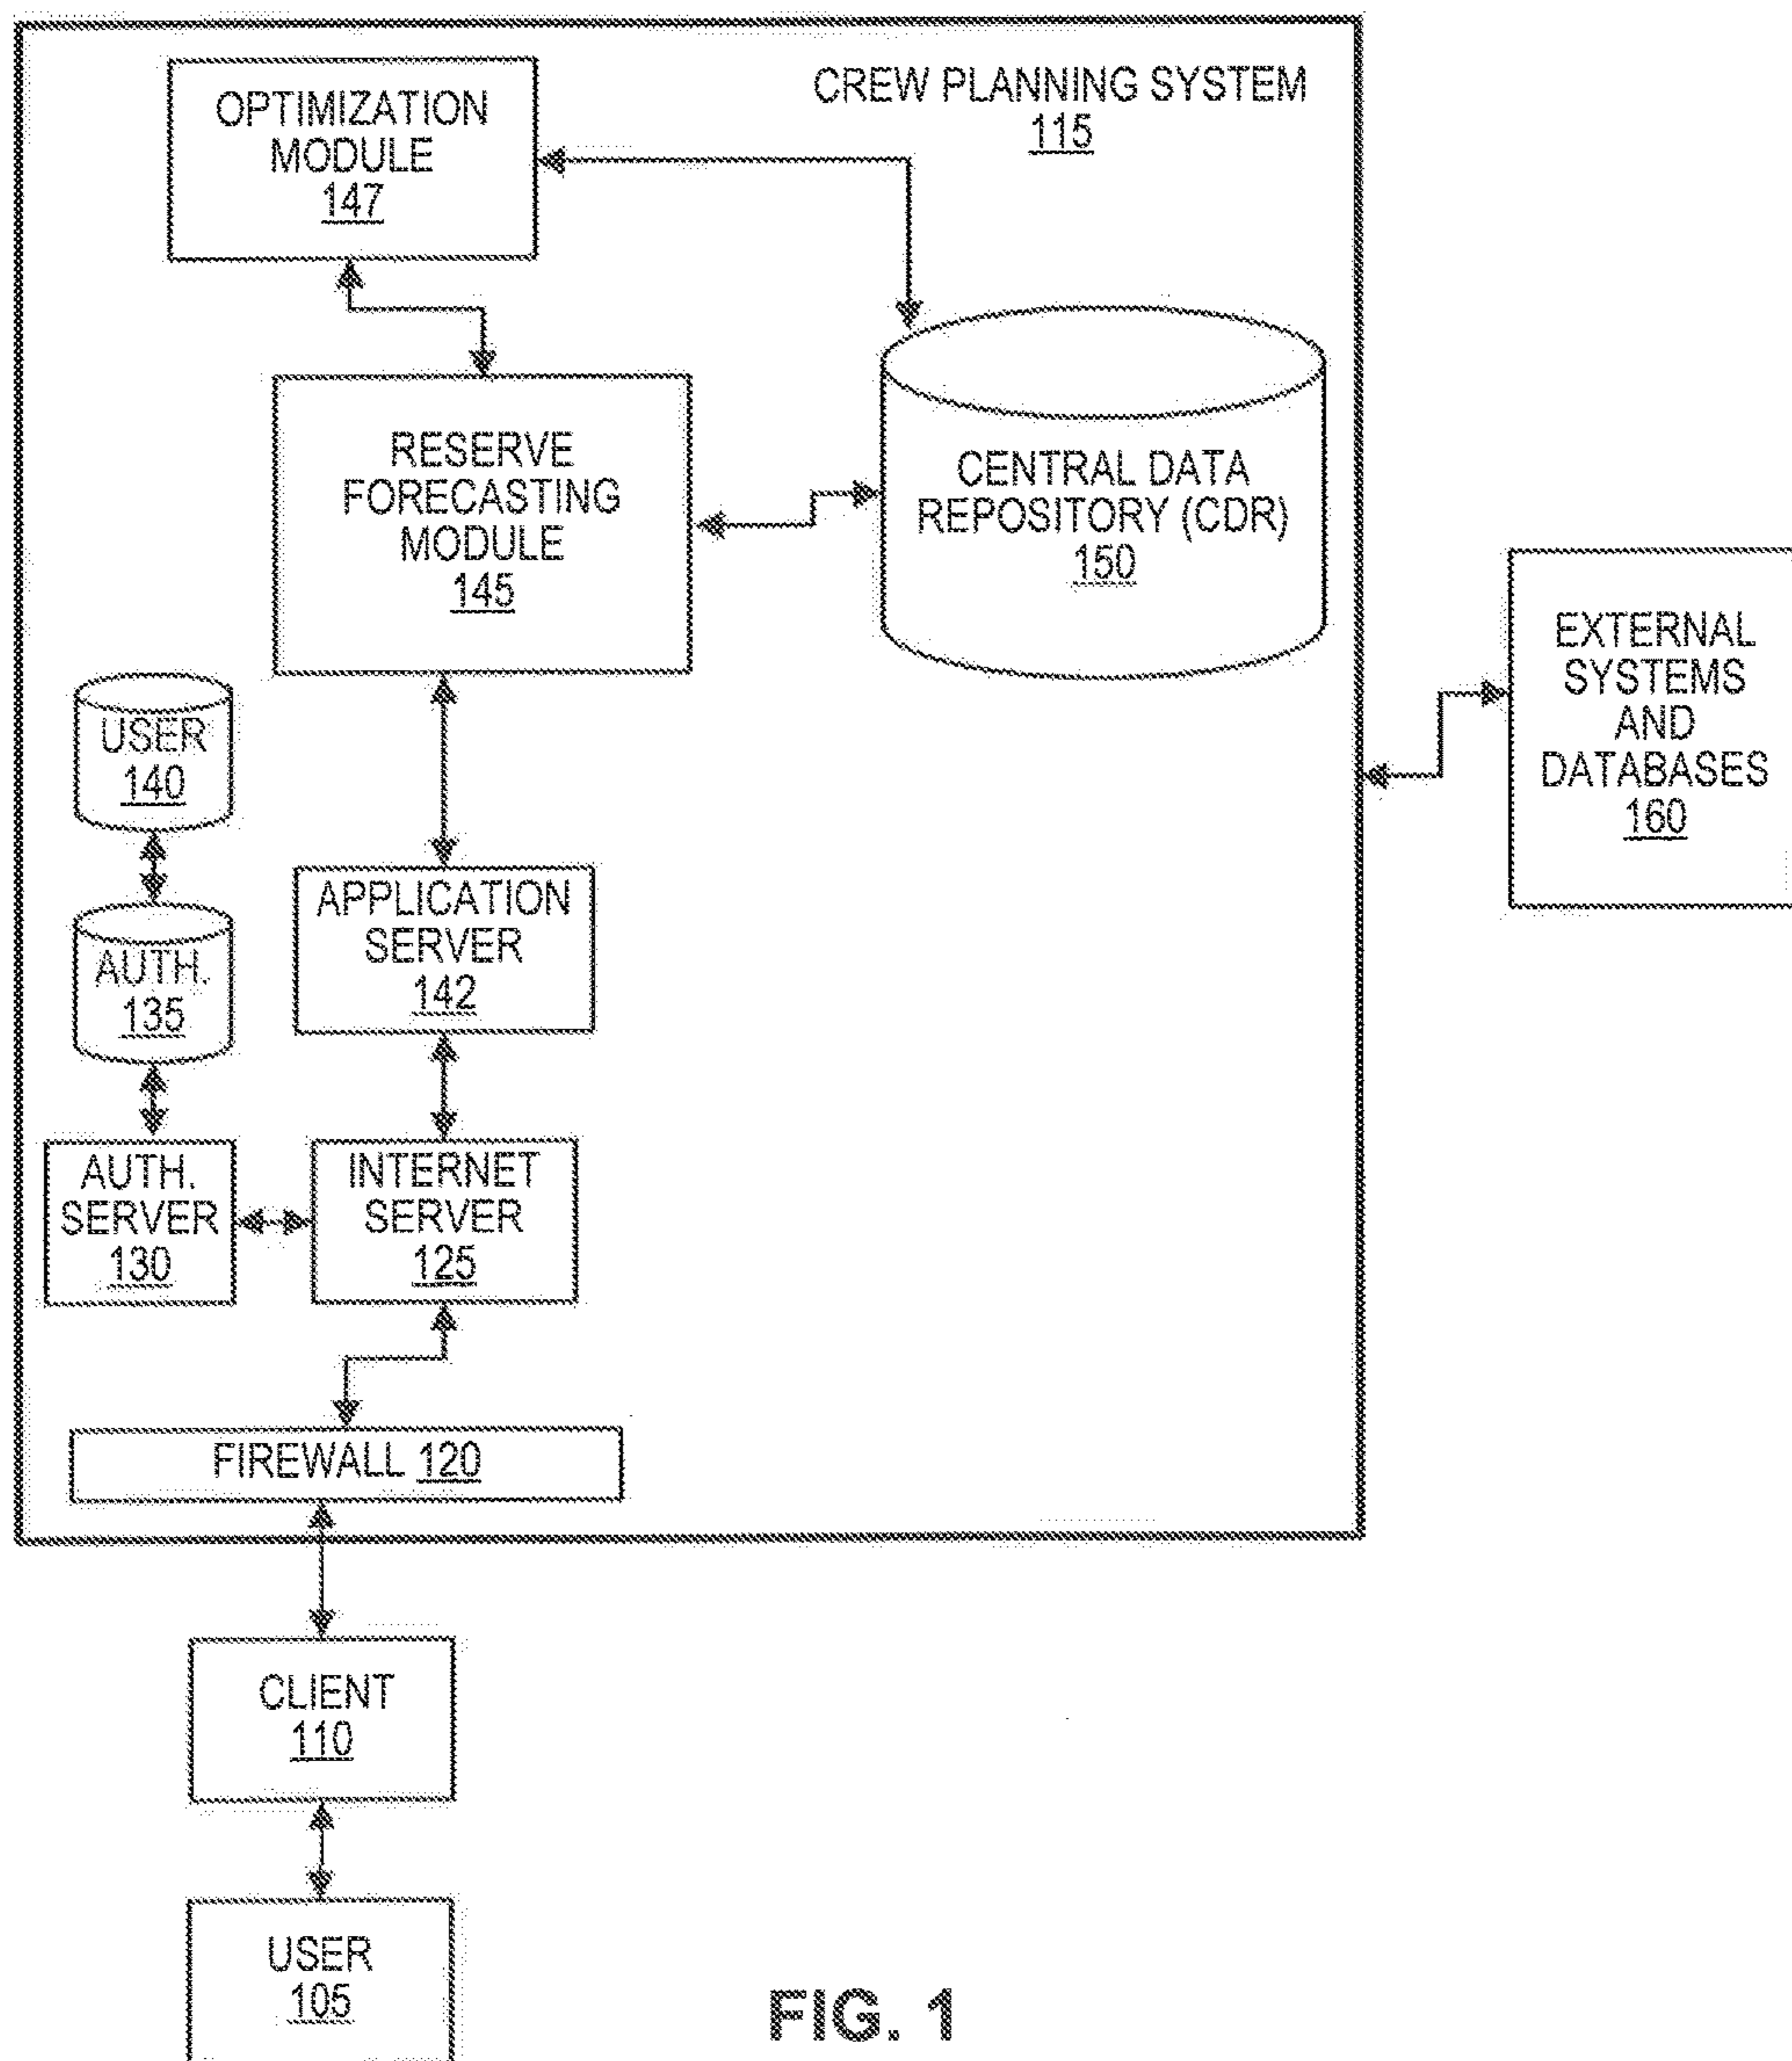 OPTIMIZATION
MODULE
147
CREW PLANNING SYSTEM
115
RESERVE
FORECASTING
MODULE
145
CENTRAL DATA
REPOSITORY (CDR)
150
EXTERNAL
SYSTEMS
AND
DATABASES
160
USER
140
AUTH.
135
APPLICATION
SERVER
142
AUTH.
SERVER
130
INTERNET
SERVER
125
FIREWALL 120
CLIENT
110
USER
105
FIG. 1